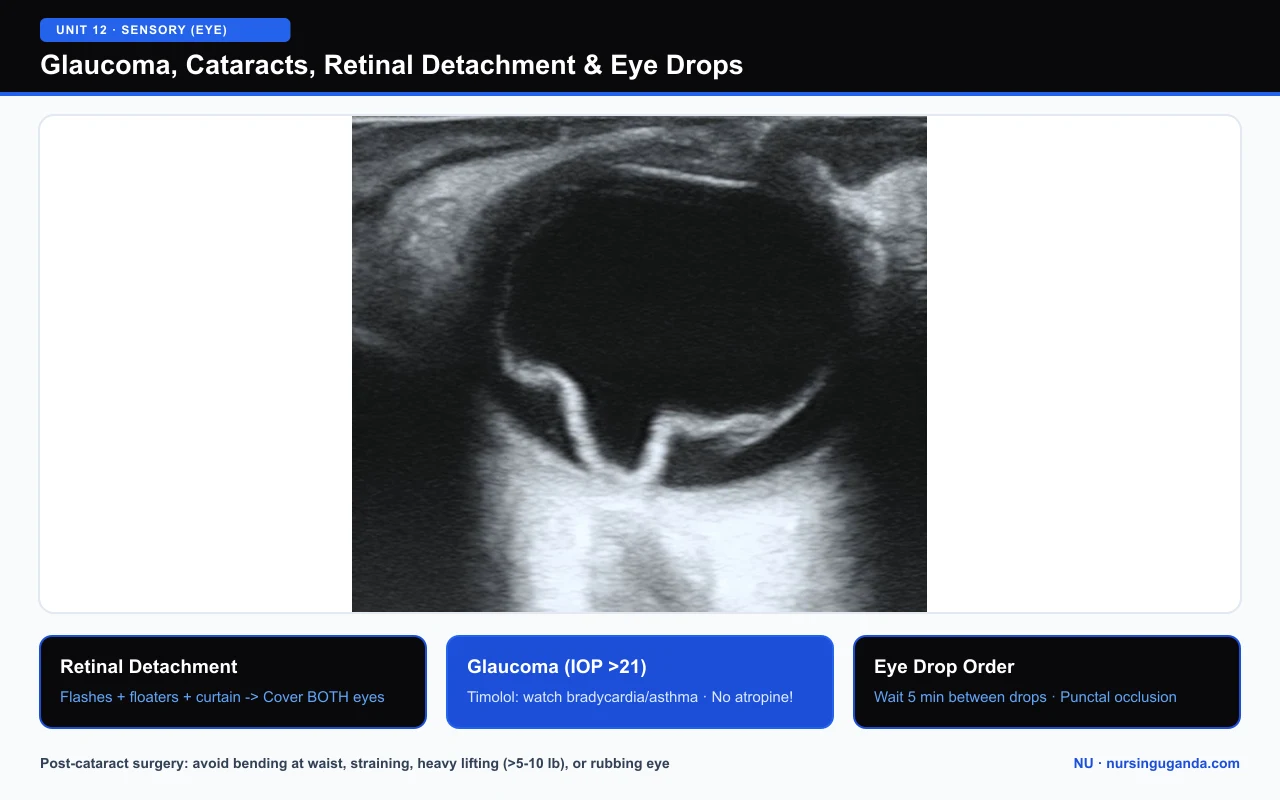 UNIT 12 · SENSORY (EYE)
Glaucoma, Cataracts, Retinal Detachment & Eye Drops
Retinal Detachment
Flashes + floaters + curtain -> Cover BOTH eyes
Glaucoma (IOP >21)
Timolol: watch bradycardia/asthma · No atropine!
Eye Drop Order
Wait 5 min between drops · Punctal occlusion
Post-cataract surgery: avoid bending at waist, straining, heavy lifting (>5-10 lb), or rubbing eye
NU · nursinguganda.com